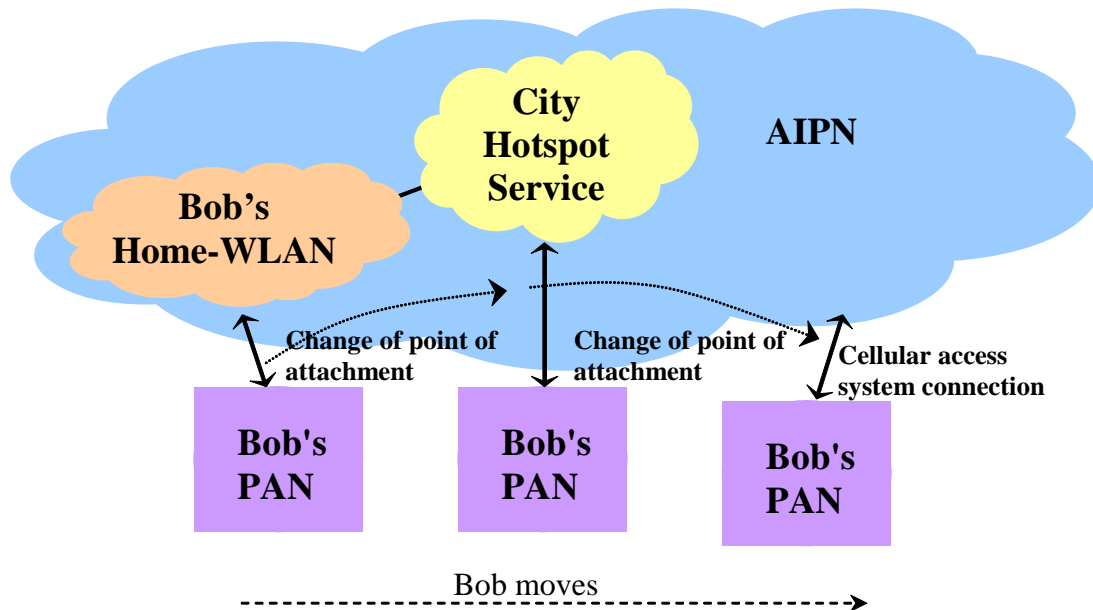 City
Hotspot
Service
AIPN
Bob’s
Home-WLAN
Change of point of
attachment
Change of point of
attachment
Cellular access
system connection
Bob's
PAN
Bob's
PAN
Bob's
PAN
Bob moves